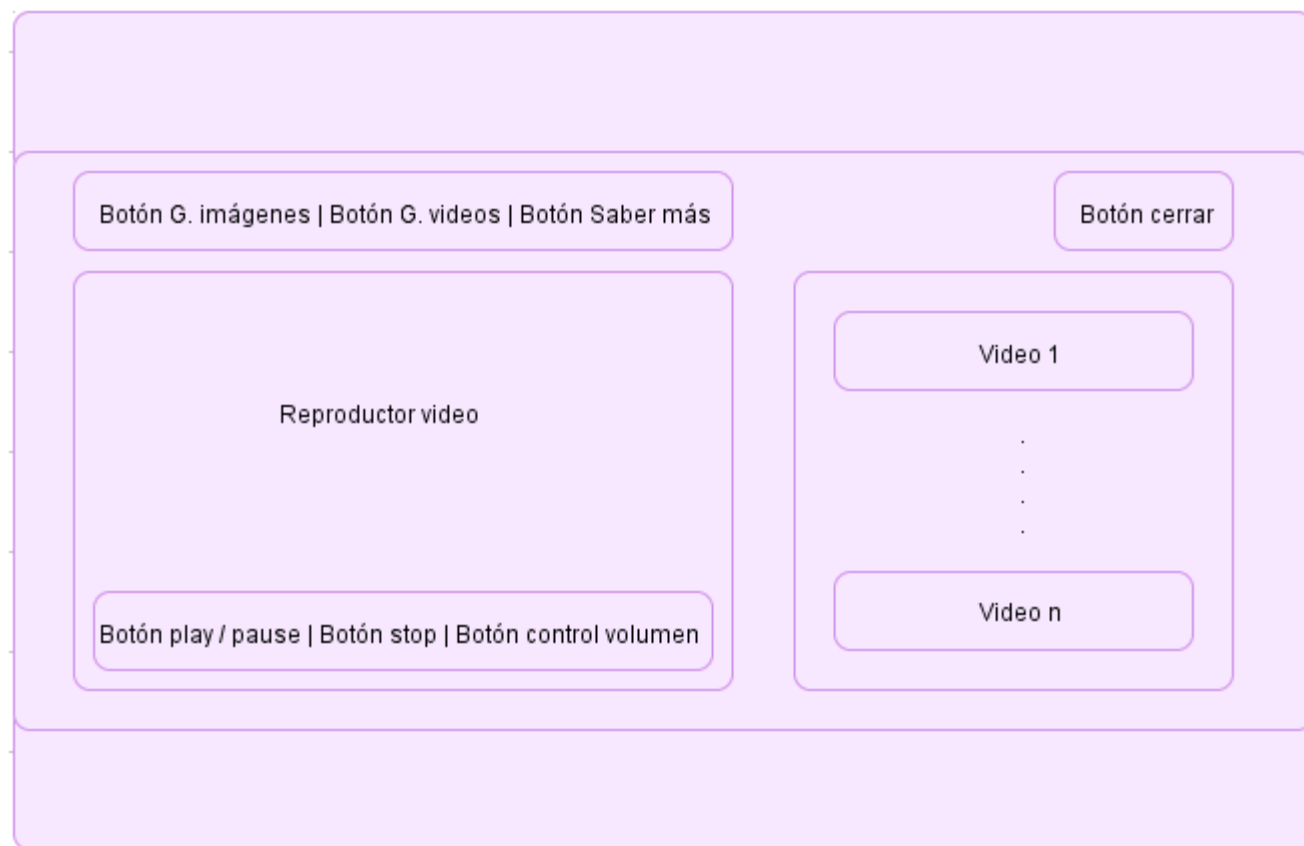 Botón G. imágenes | Botón G. videos | Botón Saber más
Botón cerrar
Reproductor video
Botón play / pause | Botón stop | Botón control volumen
Video 1
.
.
.
.
Video n